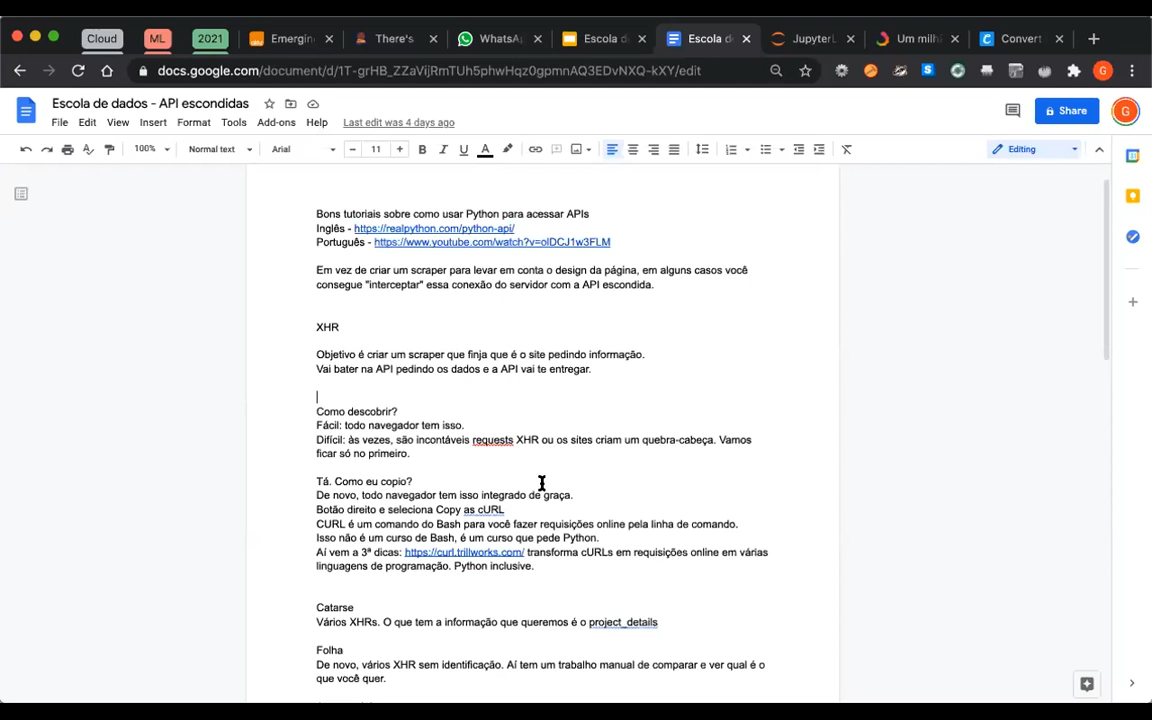 Cloud
ML
2021
Emergin
There's
WhatsA
Escola de
Escola d
JupyterL
Um milh
Convert
docs.google.com/document/d/1T-grHB_ZZaVijRmTUh5phwHqz0gpmnAQ3EDvNXQ-kXY/edit
Escola de dados - API escondidas
Share
G
File Edit View Insert Format Tools Add-ons Help Last edit was 4 days ago
100% Normal text Arial 11 Editing
Bons tutoriais sobre como usar Python para acessar APIs
Inglês - https://realpython.com/python-api/
Português - https://www.youtube.com/watch?v=olDCJ1w3FLM
Em vez de criar um scraper para levar em conta o design da página, em alguns casos você
consegue "interceptar" essa conexão do servidor com a API escondida.
XHR
Objetivo é criar um scraper que finja que é o site pedindo informação.
Vai bater na API pedindo os dados e a API vai te entregar.
Como descobrir?
Fácil: todo navegador tem isso.
Difícil: às vezes, são incontáveis requests XHR ou os sites criam um quebra-cabeça. Vamos
ficar só no primeiro.
Tá. Como eu copio?
De novo, todo navegador tem isso integrado de graça.
Botão direito e seleciona Copy as cURL
CURL é um comando do Bash para você fazer requisições online pela linha de comando.
Isso não é um curso de Bash, é um curso que pede Python.
Aí vem a 3ª dicas: https://curl.trillworks.com/ transforma cURLs em requisições online em várias
linguagens de programação. Python inclusive.
Catarse
Vários XHRs. O que tem a informação que queremos é o project_details
Folha
De novo, vários XHR sem identificação. Aí tem um trabalho manual de comparar e ver qual é o
que você quer.